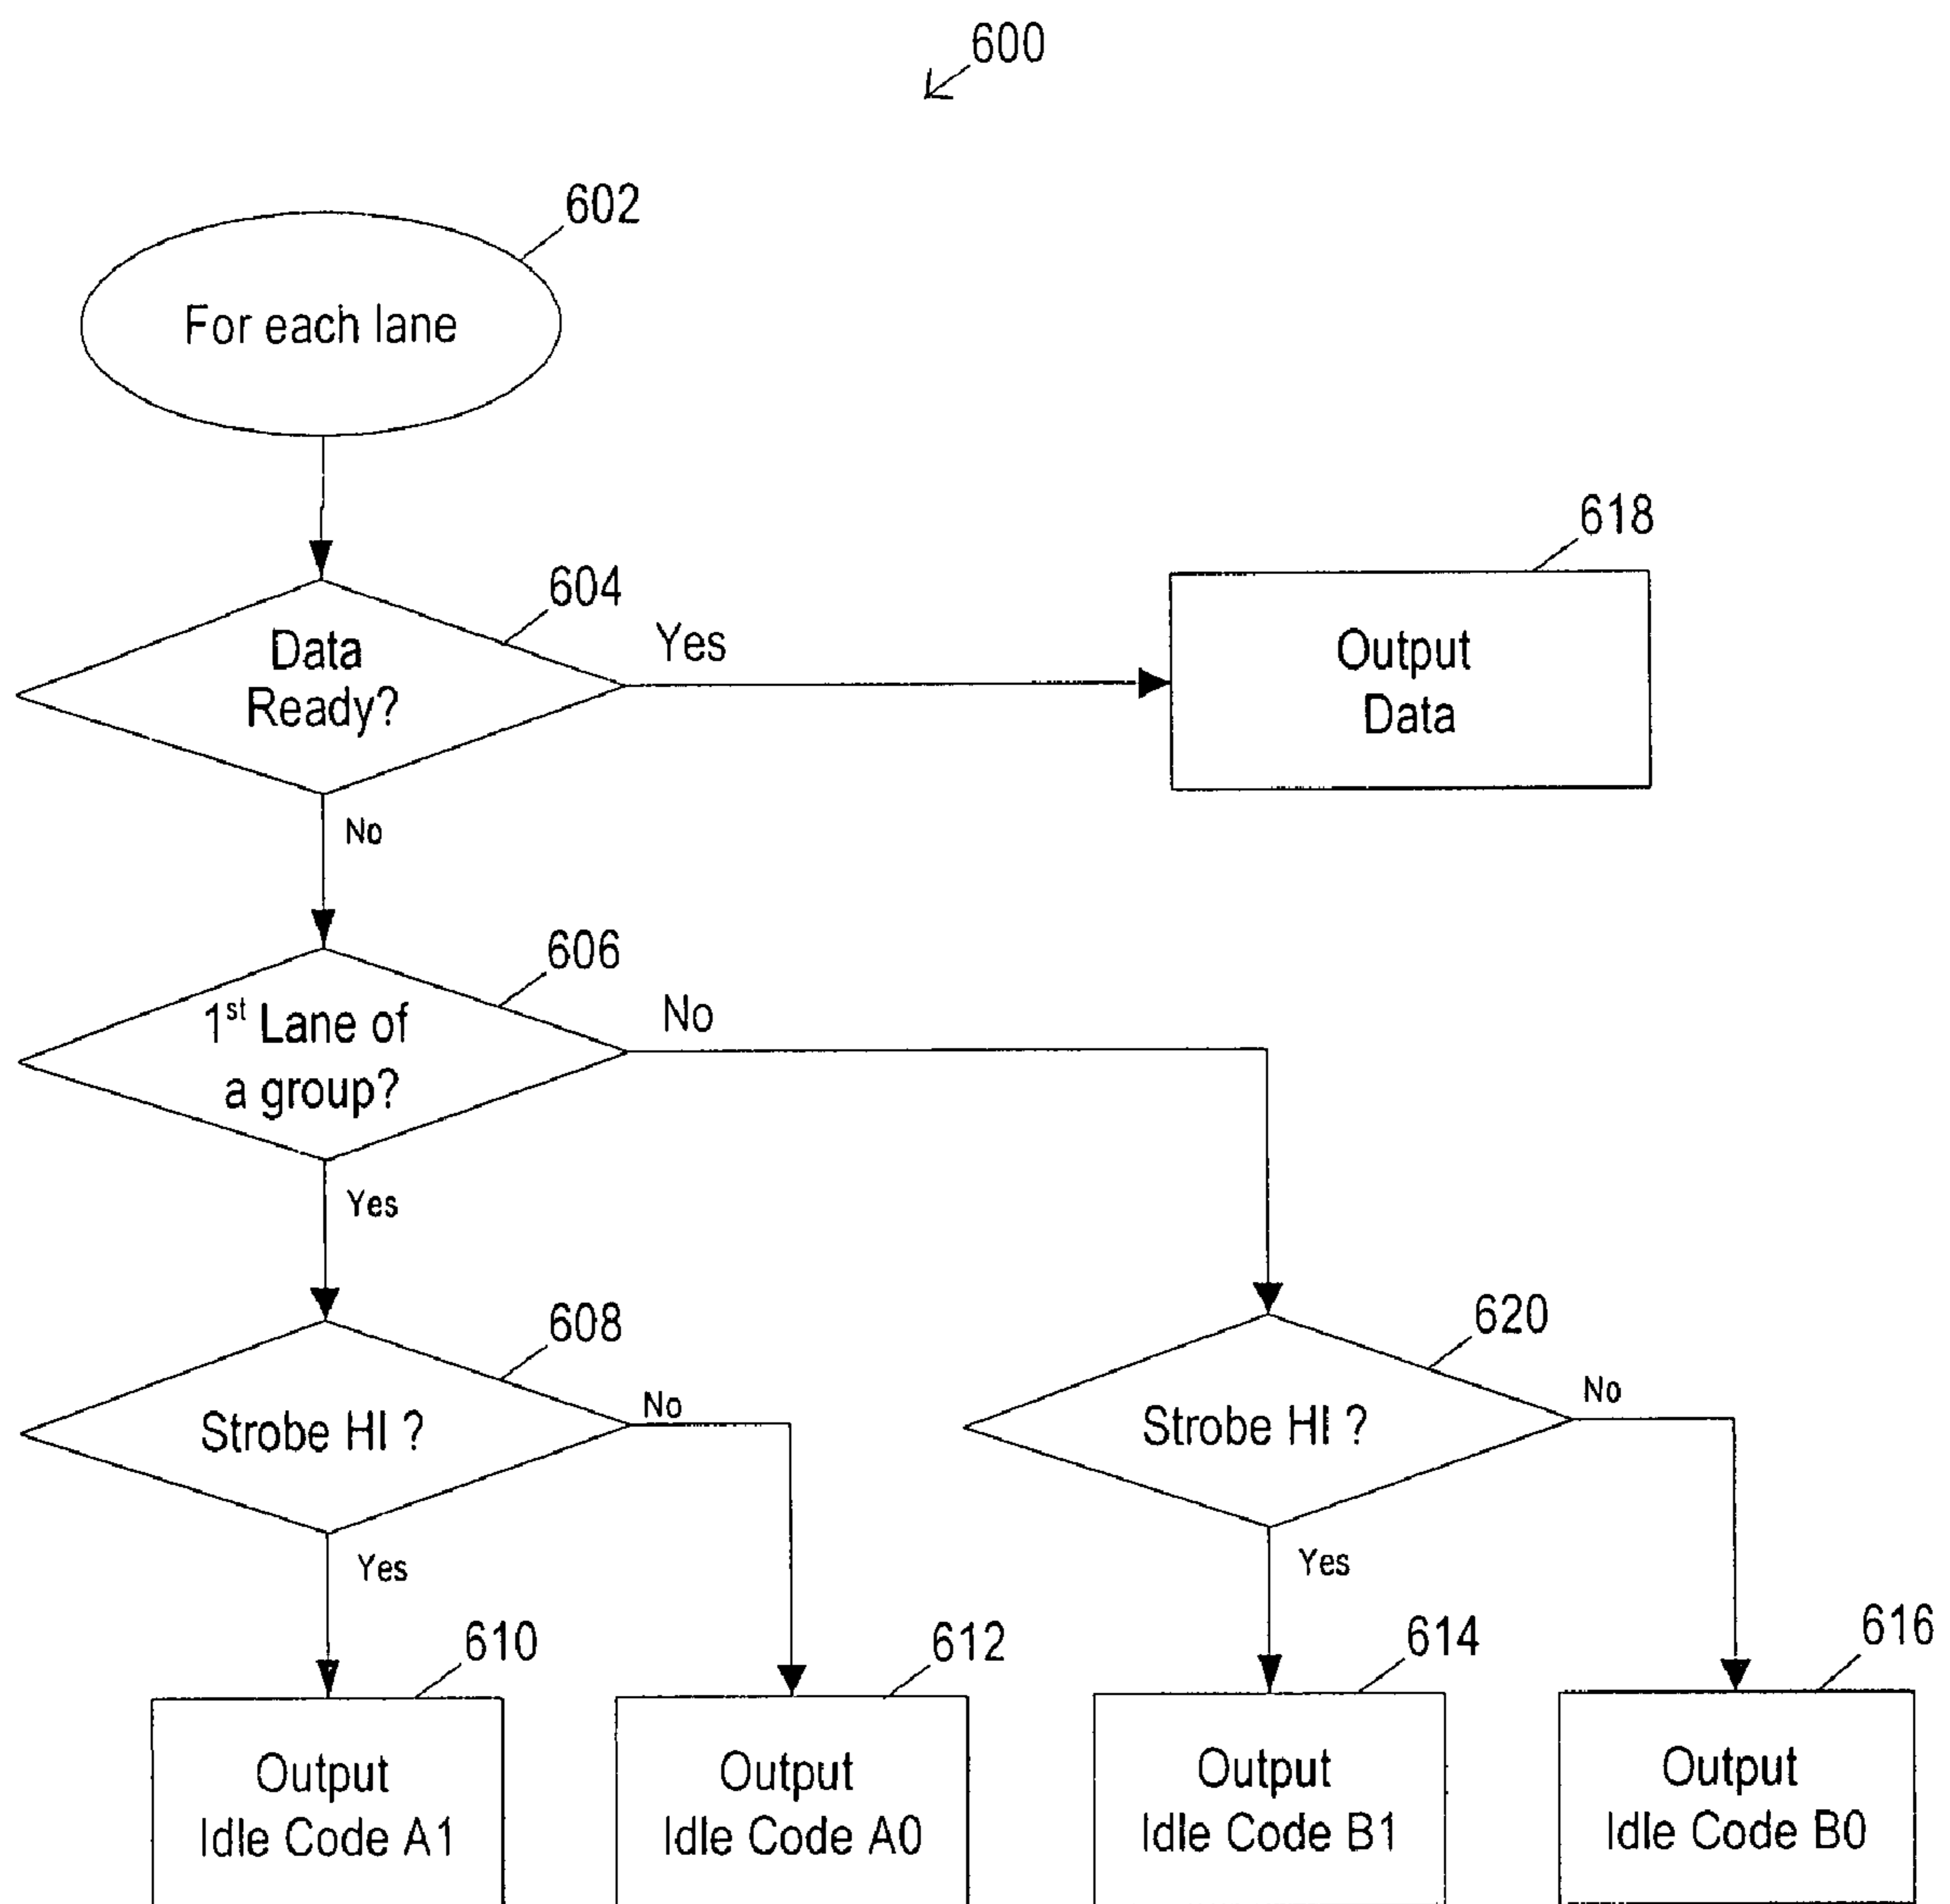 600
602
For each lane
618
604
Data
Ready?
Yes
Output
Data
No
606
1st Lane of
a group?
No
Yes
608
Strobe HI ?
No
620
Strobe HI ?
No
Yes
Yes
610
612
614
616
Output
Idle Code A1
Output
Idle Code A0
Output
Idle Code B1
Output
Idle Code B0